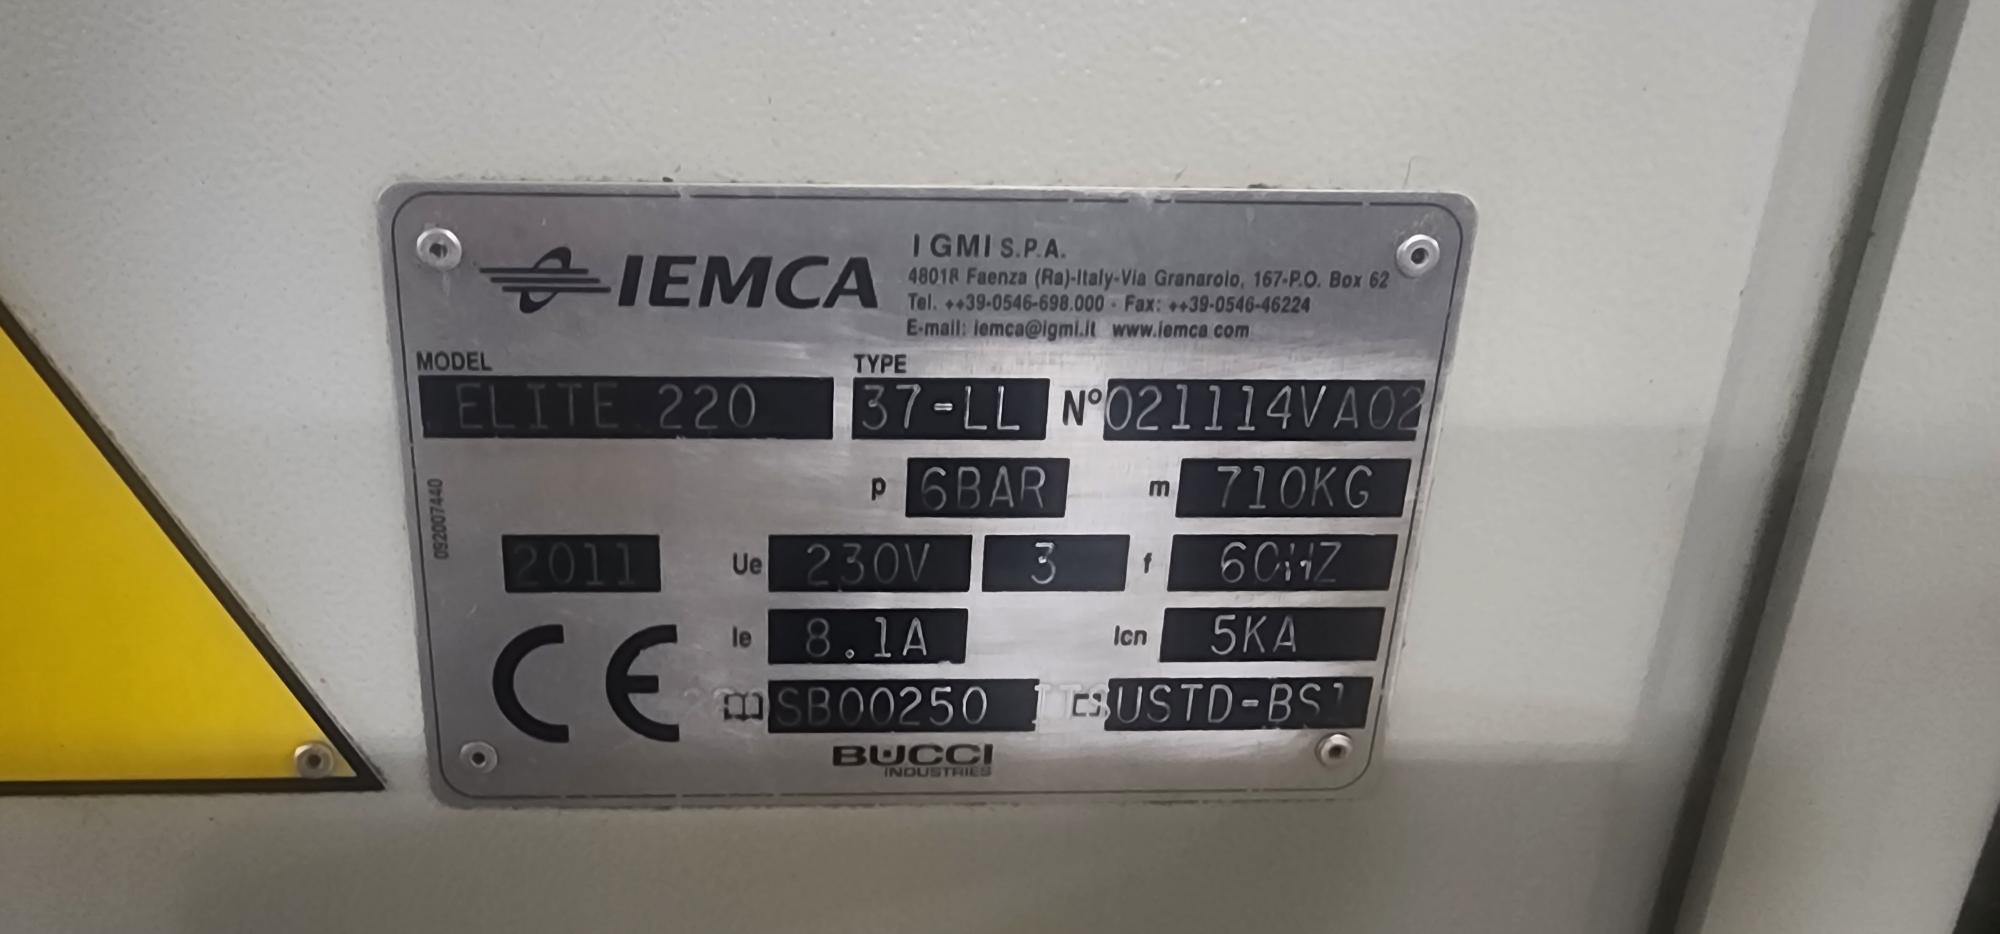 IEMCA
IGMI S.P.A.
48018 Faenza (Ra)-Italy-Via Granarolo, 167-P.O. Box 62
Tel. ++39-0546-698.000 - Fax: ++39-0546-46224
E-mail: iemca@igmi.it www.iemca.com
MODEL TYPE
ELITE 220 37-LL N° 021114VA02
p 6BAR m 710KG
092007440
2011 Ue 230V 3 f 60HZ
CE Ie 8.1A Icn 5KA
SB00250 USTD-BS1
BUCCI
INDUSTRIES